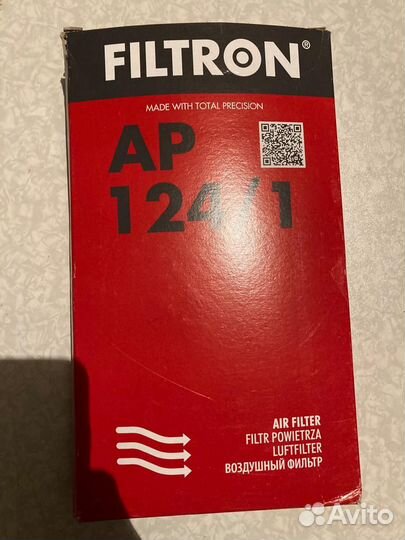 FILTRON®
MADE WITH TOTAL PRECISION
AP
124/1
AIR FILTER
FILTR POWIETRZA
LUFTFILTER
ВОЗДУШНЫЙ ФИЛЬТР
Avito